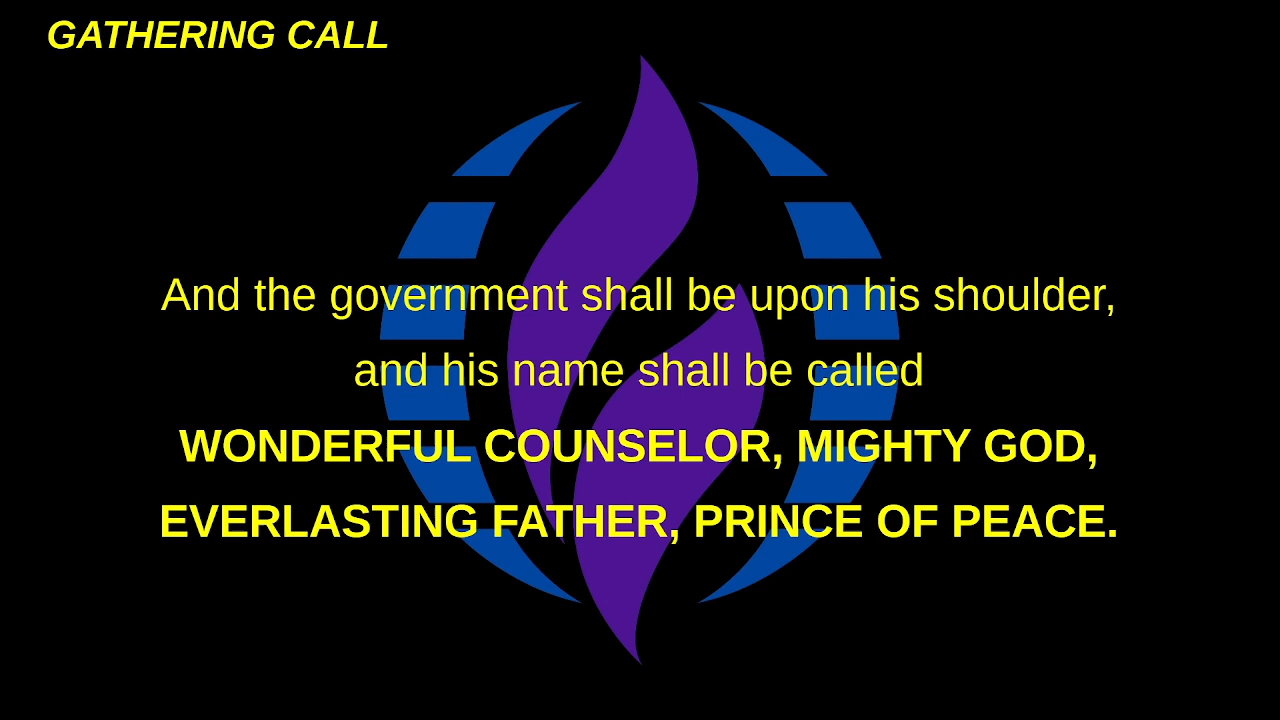 GATHERING CALL
And the government shall be upon his shoulder,
and his name shall be called
WONDERFUL COUNSELOR, MIGHTY GOD,
EVERLASTING FATHER, PRINCE OF PEACE.